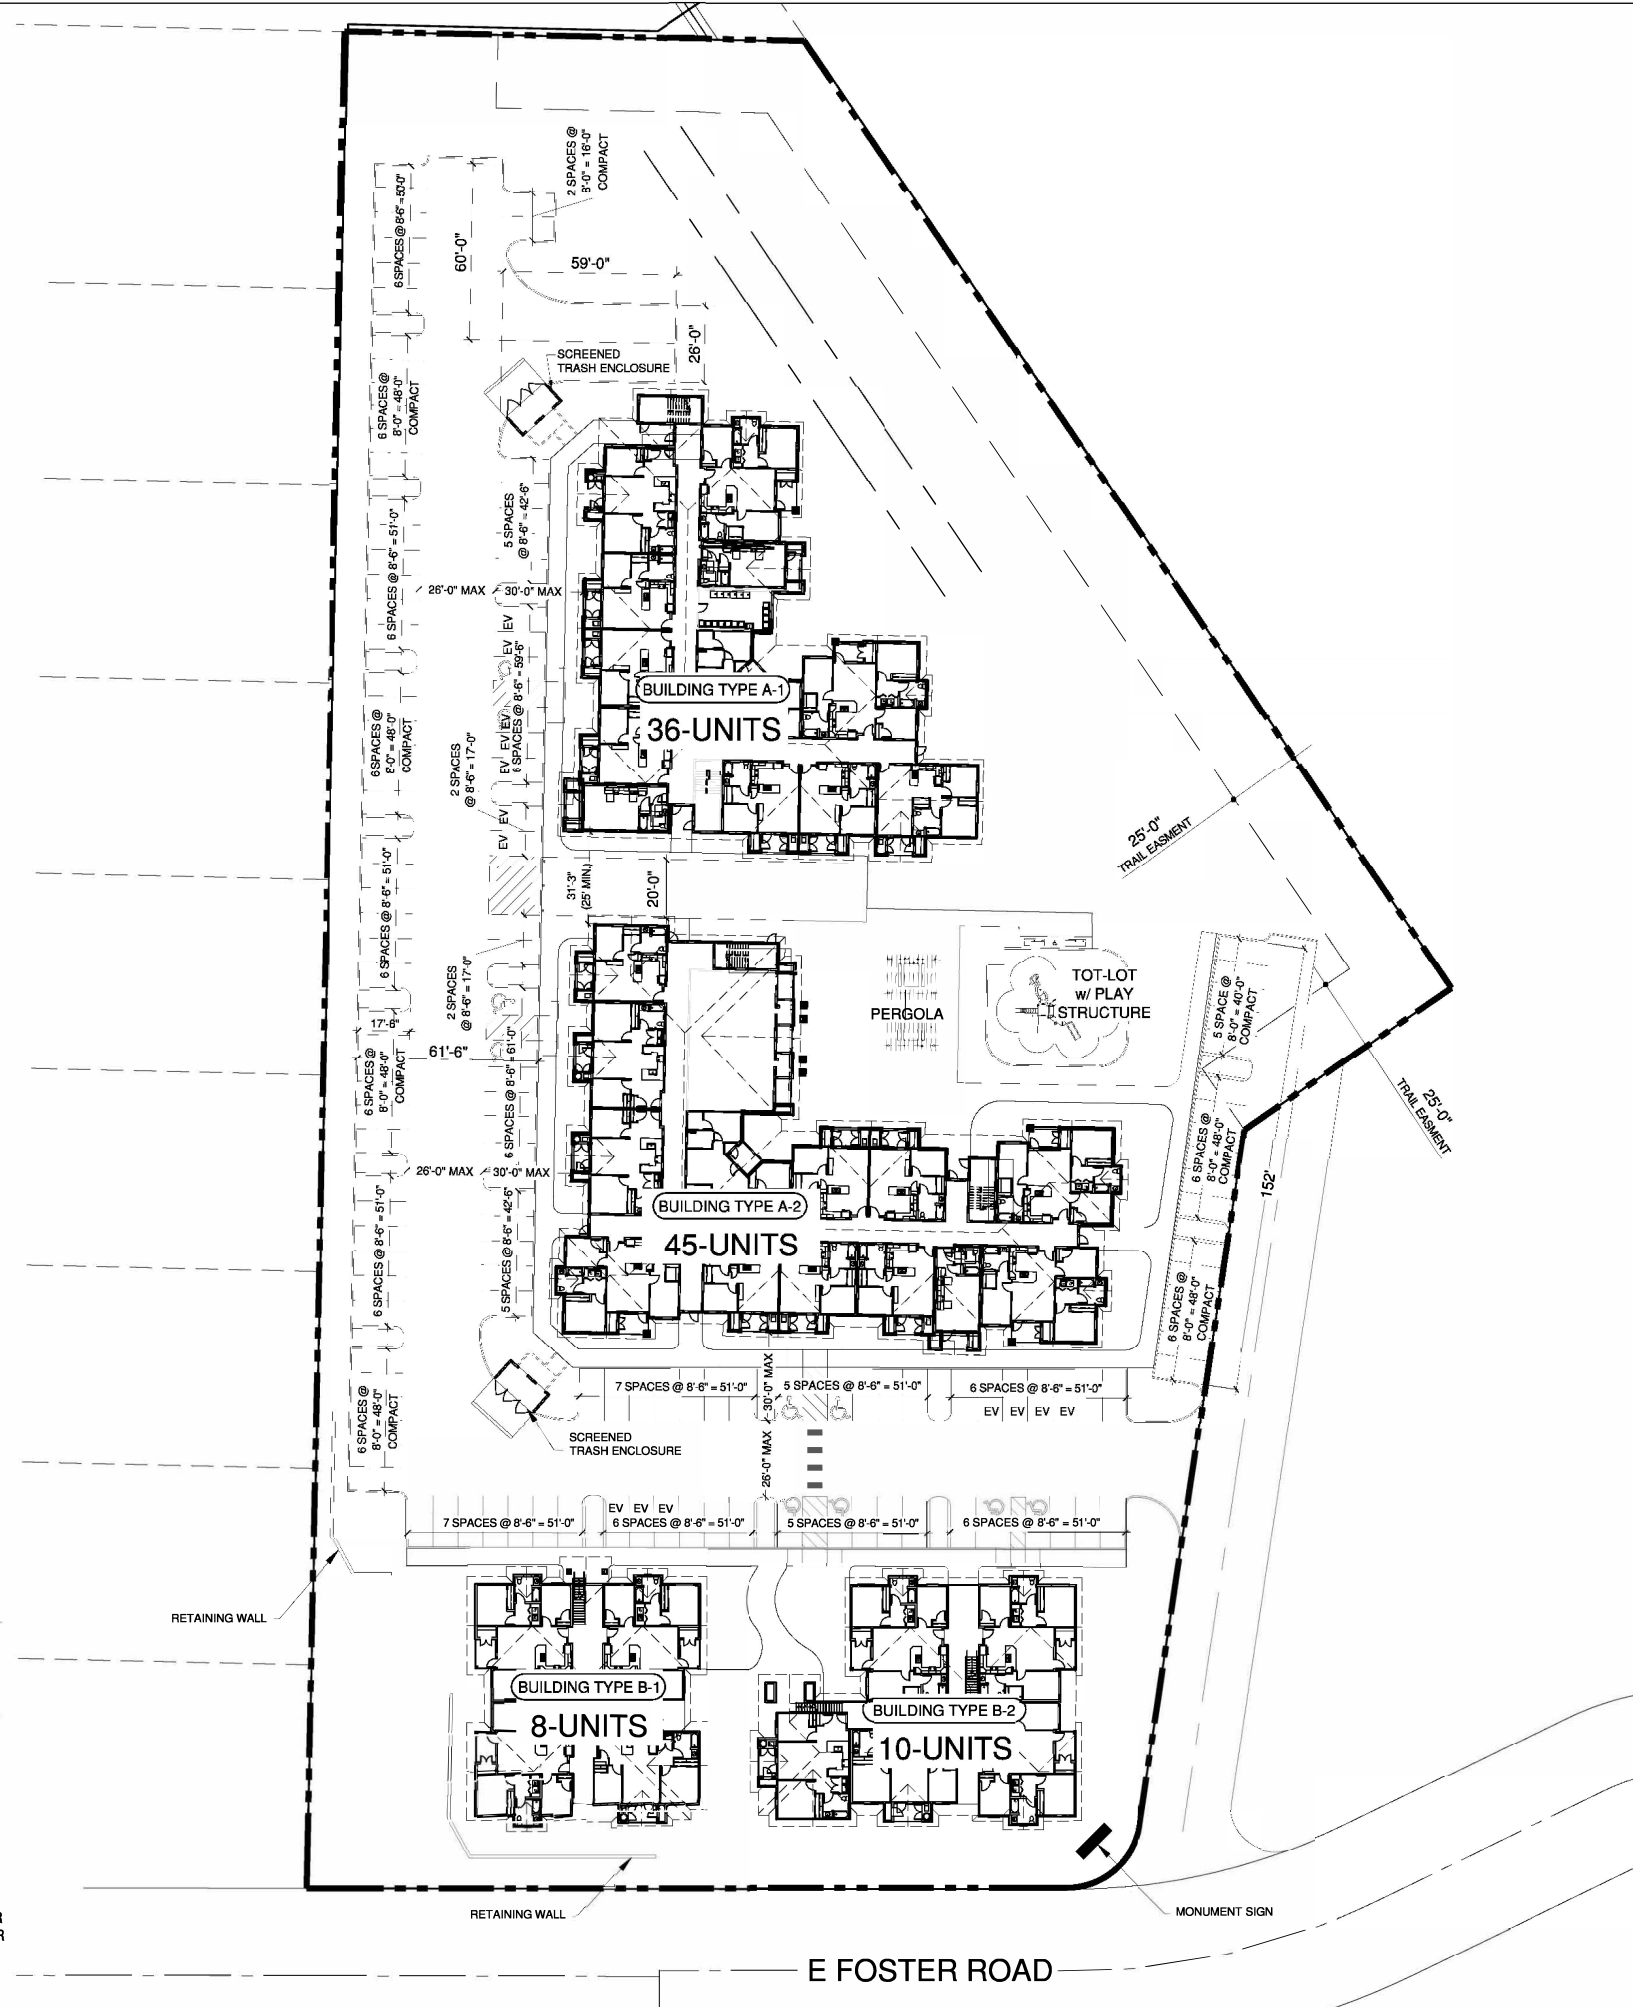 2 SPACES @
8'-0" = 16'-0"
COMPACT
6 SPACES @ 8'-6" = 50'-0"
60'-0"
59'-0"
26'-0"
SCREENED
TRASH ENCLOSURE
6 SPACES @
8'-0" = 48'-0"
COMPACT
5 SPACES
@ 8'-6" = 42'-6"
6 SPACES @ 8'-6" = 51'-0"
26'-0" MAX
30'-0" MAX
EV
EV
EV
EV
EV
EV
6 SPACES @ 8'-6" = 59'-6"
BUILDING TYPE A-1
36-UNITS
6 SPACES @
8'-0" = 48'-0"
COMPACT
2 SPACES
@ 8'-6" = 17'-0"
25'-0"
TRAIL EASMENT
6 SPACES @ 8'-6" = 51'-0"
31'-3"
(25' MIN.)
20'-0"
2 SPACES
@ 8'-6" = 17'-0"
17'-6"
PERGOLA
TOT-LOT
w/ PLAY
STRUCTURE
5 SPACE @
8'-0" = 40'-0"
COMPACT
61'-6"
6 SPACES @
8'-0" = 48'-0"
COMPACT
6 SPACES @ 8'-6" = 61'-0"
25'-0"
TRAIL EASMENT
6 SPACES @
8'-0" = 48'-0"
COMPACT
152'
26'-0" MAX
30'-0" MAX
BUILDING TYPE A-2
45-UNITS
6 SPACES @ 8'-6" = 51'-0"
5 SPACES @ 8'-6" = 42'-6"
6 SPACES @
8'-0" = 48'-0"
COMPACT
6 SPACES @
8'-0" = 48'-0"
COMPACT
7 SPACES @ 8'-6" = 51'-0"
30'-0" MAX
5 SPACES @ 8'-6" = 51'-0"
6 SPACES @ 8'-6" = 51'-0"
EV EV EV EV
SCREENED
TRASH ENCLOSURE
26'-0" MAX
EV EV EV
7 SPACES @ 8'-6" = 51'-0"
6 SPACES @ 8'-6" = 51'-0"
5 SPACES @ 8'-6" = 51'-0"
6 SPACES @ 8'-6" = 51'-0"
RETAINING WALL
BUILDING TYPE B-1
8-UNITS
BUILDING TYPE B-2
10-UNITS
RETAINING WALL
MONUMENT SIGN
R
R
E FOSTER ROAD